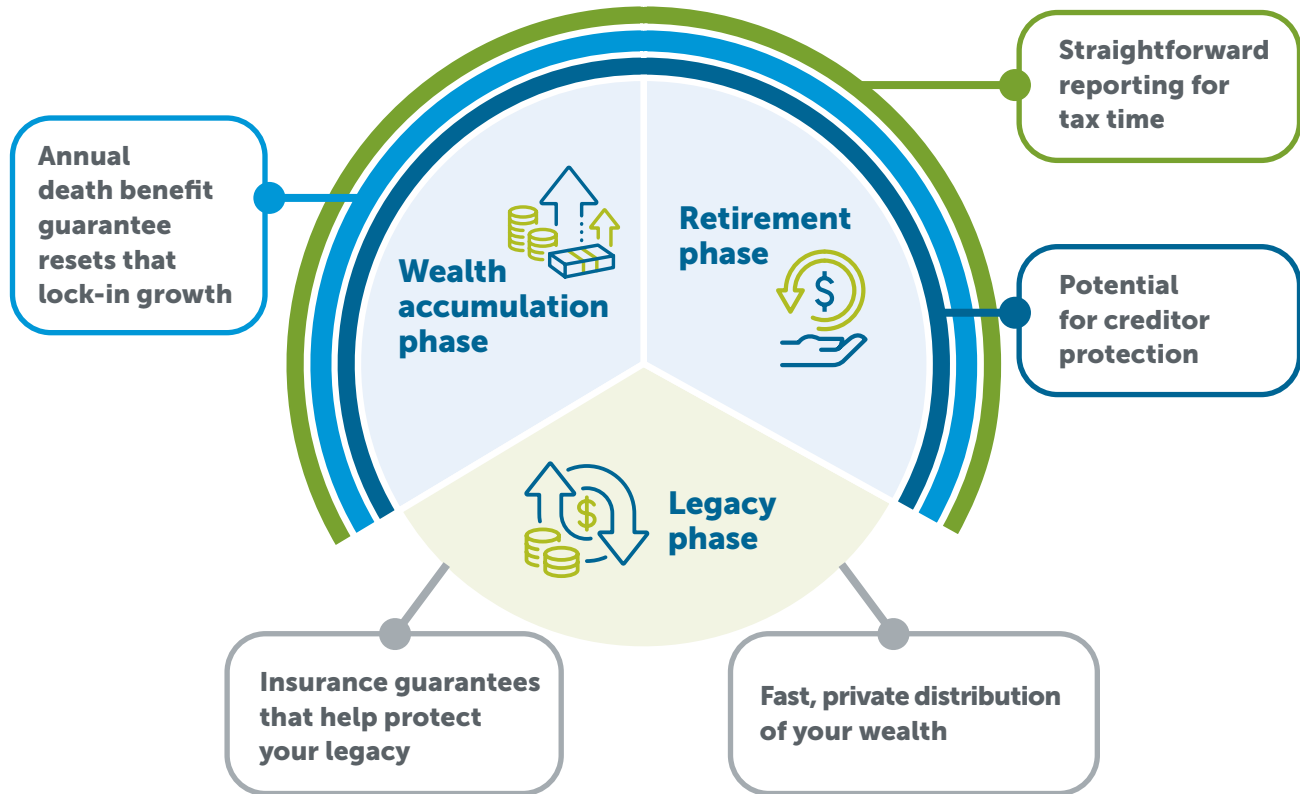 Straightforward
reporting for
tax time
Annual
death benefit
guarantee
resets that
lock-in growth
Wealth
accumulation
phase
$
Retirement
phase
$
Potential
for creditor
protection
Legacy
phase
Insurance guarantees
that help protect
your legacy
Fast, private distribution
of your wealth